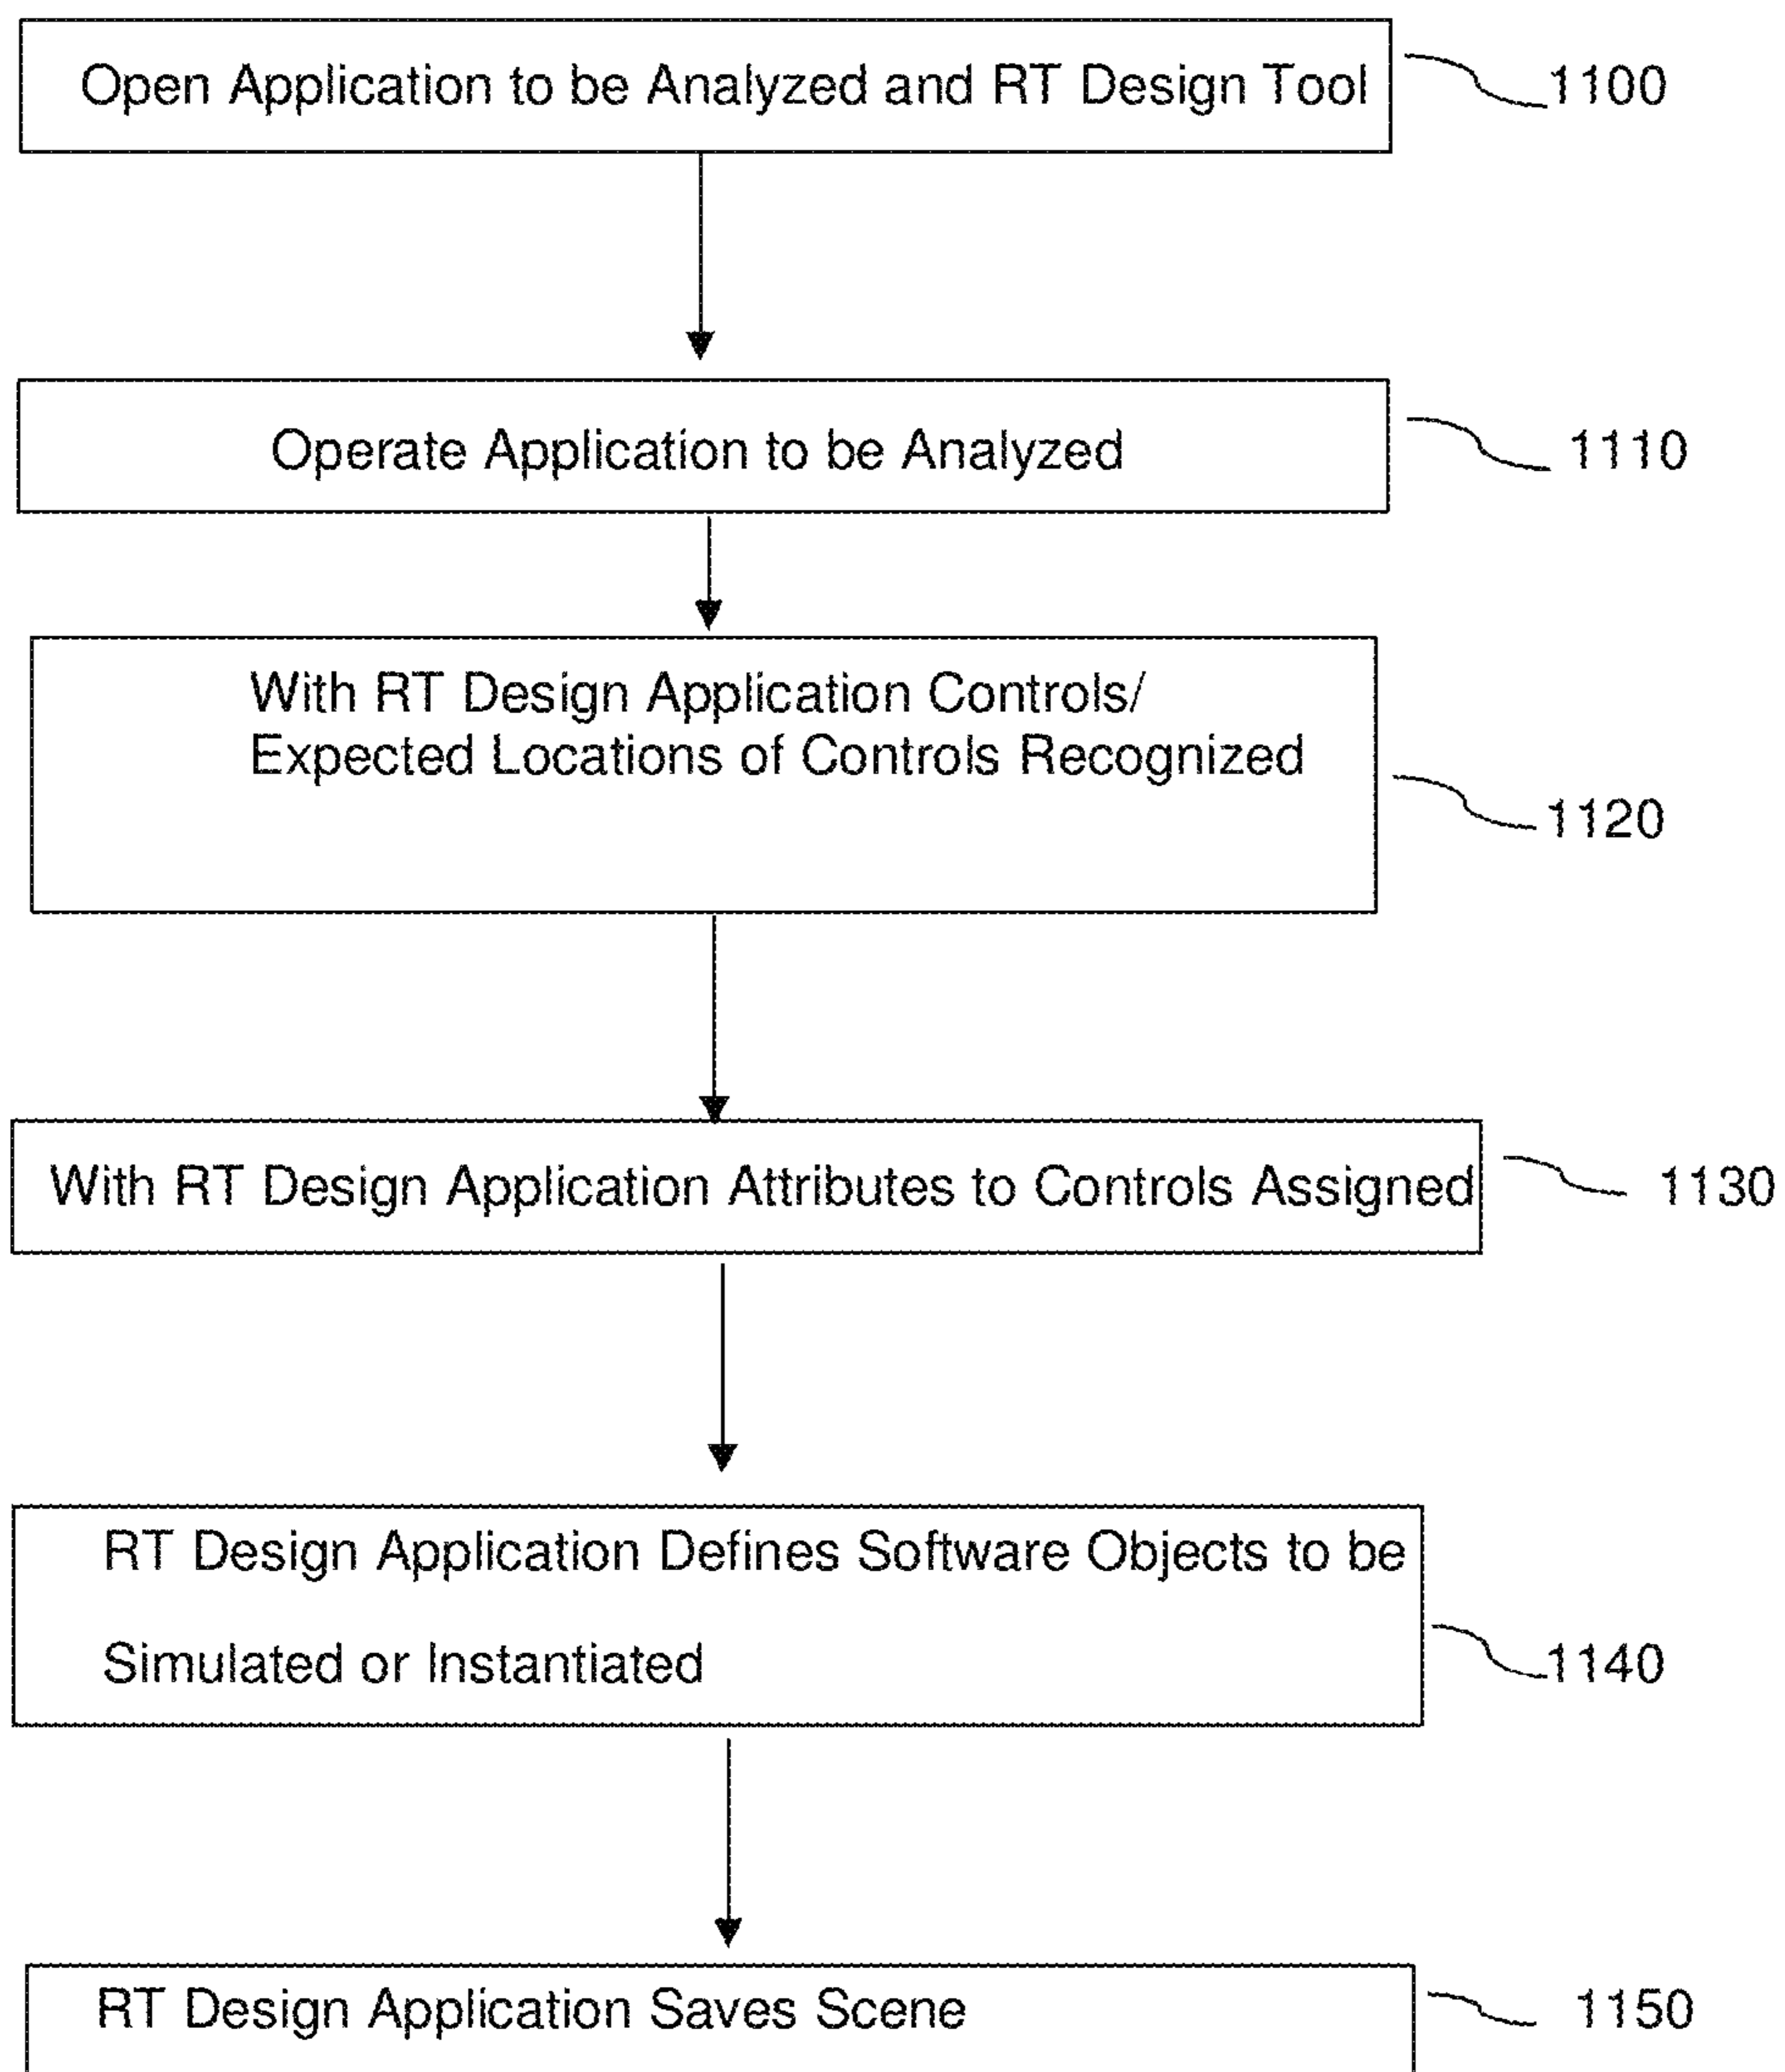 Open Application to be Analyzed and RT Design Tool
1100
Operate Application to be Analyzed
1110
With RT Design Application Controls/
Expected Locations of Controls Recognized
1120
With RT Design Application Attributes to Controls Assigned
1130
RT Design Application Defines Software Objects to be
Simulated or Instantiated
1140
RT Design Application Saves Scene
1150